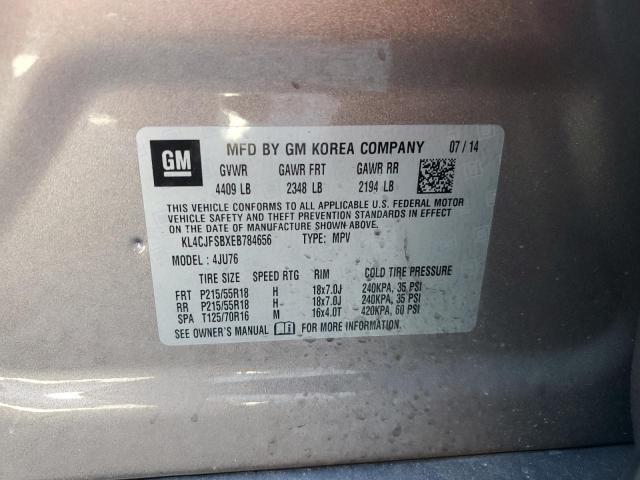 GM
MFD BY GM KOREA COMPANY 07/14
GVWR GAWR FRT GAWR RR
4409 LB 2348 LB 2194 LB
THIS VEHICLE CONFORMS TO ALL APPLICABLE U.S. FEDERAL MOTOR
VEHICLE SAFETY AND THEFT PREVENTION STANDARDS IN EFFECT
ON THE DATE OF MANUFACTURE SHOWN ABOVE.
KL4CJFSBXEB784656 TYPE: MPV
MODEL : 4JU76
TIRE SIZE SPEED RTG RIM COLD TIRE PRESSURE
FRT P215/55R18 H 18x7.0J 240KPA, 35 PSI
RR P215/55R18 H 18x7.0J 240KPA, 35 PSI
SPA T125/70R16 M 16x4.0T 420KPA, 60 PSI
SEE OWNER'S MANUAL FOR MORE INFORMATION.